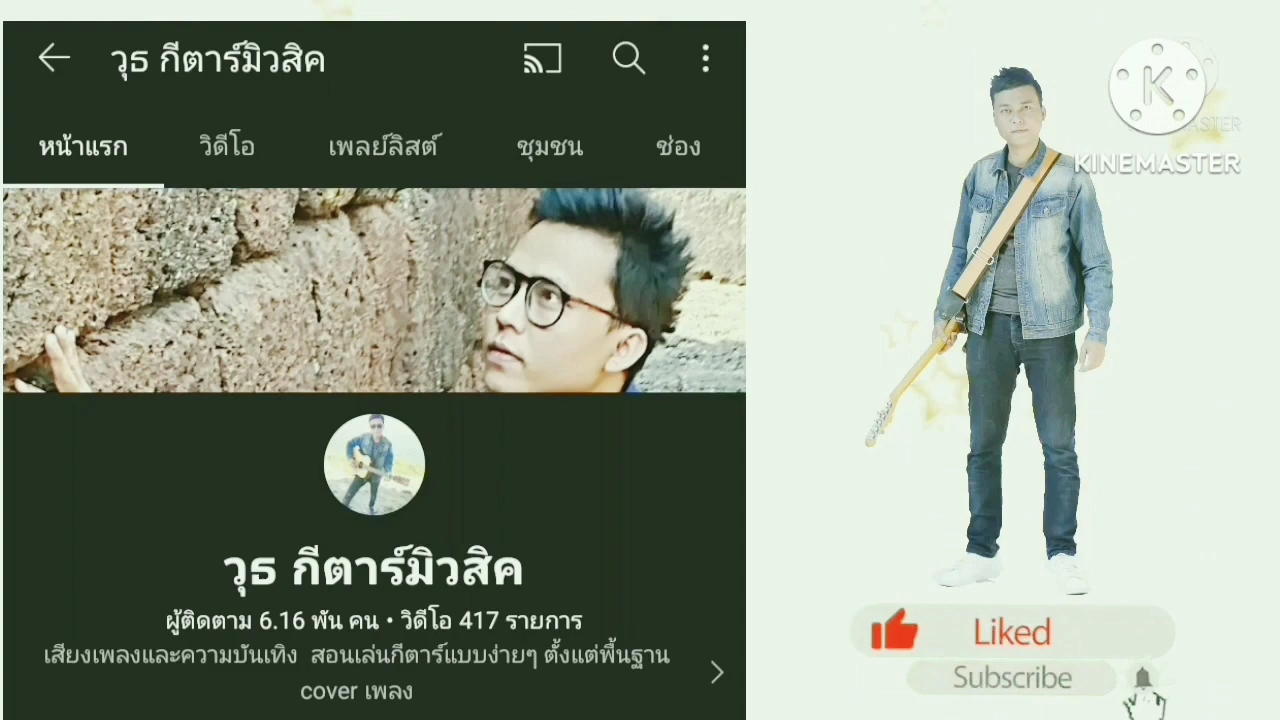 วุธ กีตาร์มิวสิค
หน้าแรก วิดีโอ เพลย์ลิสต์ ชุมชน ช่อง
วุธ กีตาร์มิวสิค
ผู้ติดตาม 6.16 พัน คน • วิดีโอ 417 รายการ
เสียงเพลงและความบันเทิง สอนเล่นกีตาร์แบบง่ายๆ ตั้งแต่พื้นฐาน
cover เพลง
K
KINEMASTER
Liked
Subscribe